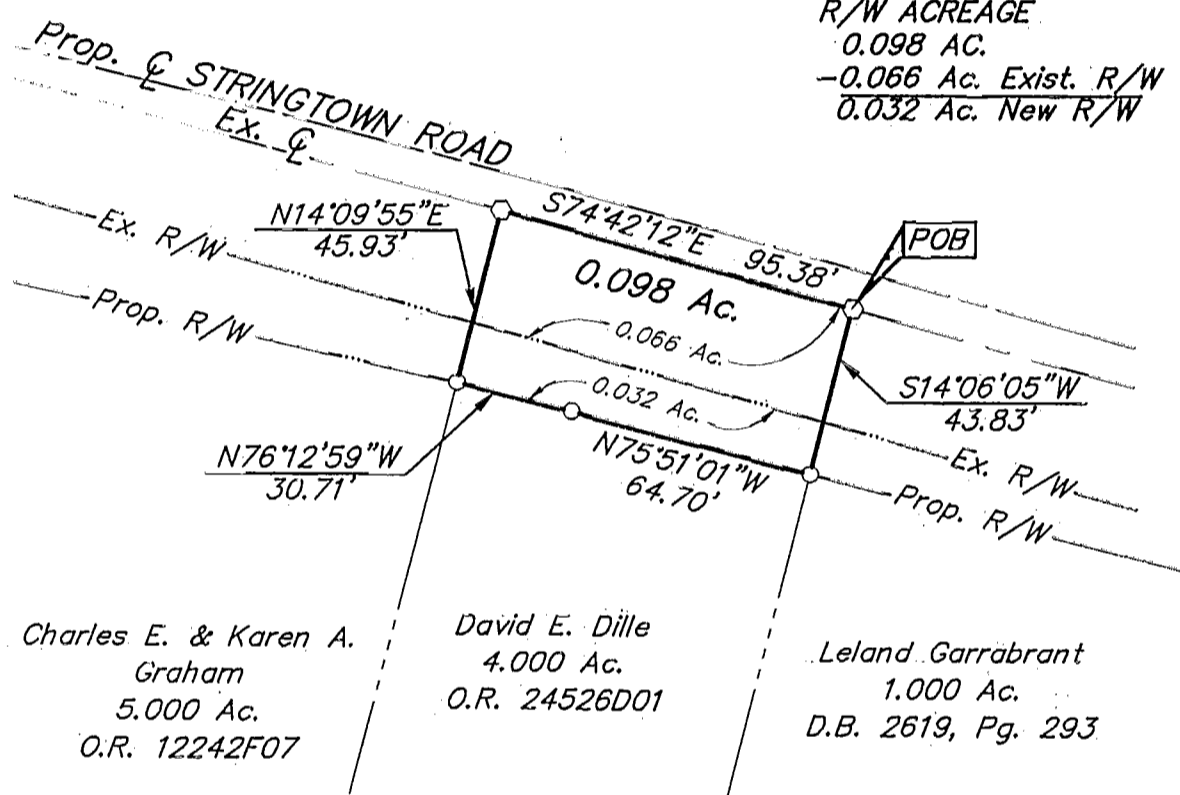 R/W ACREAGE
0.098 AC.
-0.066 Ac. Exist. R/W
0.032 Ac. New R/W
Prop. ℄ STRINGTOWN ROAD
Ex. ℄
N14°09'55"E
45.93'
S74°42'12"E 95.38'
POB
Ex. R/W
0.098 Ac.
Prop. R/W
0.066 Ac.
0.032 Ac.
S14°06'05"W
43.83'
N76°12'59"W
30.71'
N75°51'01"W
64.70'
Ex. R/W
Prop. R/W
Charles E. & Karen A.
Graham
5.000 Ac.
O.R. 12242F07
David E. Dille
4.000 Ac.
O.R. 24526D01
Leland Garrabrant
1.000 Ac.
D.B. 2619, Pg. 293